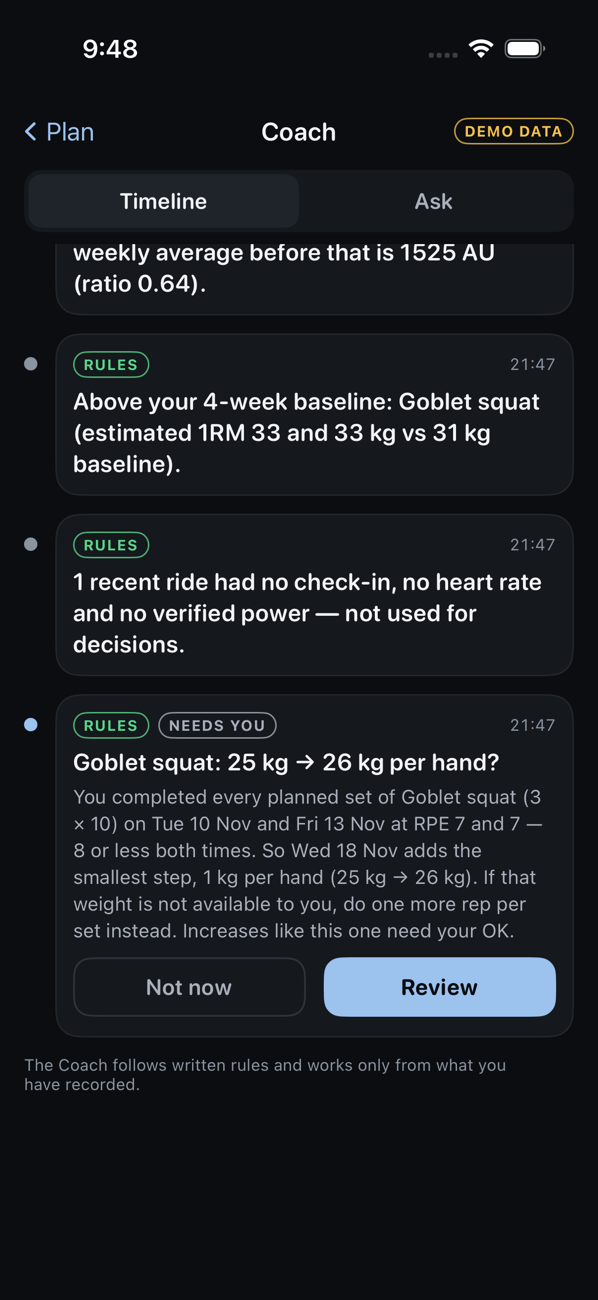 9:48
Plan
Coach
DEMO DATA
Timeline
Ask
weekly average before that is 1525 AU
(ratio 0.64).
RULES
21:47
Above your 4-week baseline: Goblet squat
(estimated 1RM 33 and 33 kg vs 31 kg
baseline).
RULES
21:47
1 recent ride had no check-in, no heart rate
and no verified power — not used for
decisions.
RULES
NEEDS YOU
21:47
Goblet squat: 25 kg → 26 kg per hand?
You completed every planned set of Goblet squat (3
× 10) on Tue 10 Nov and Fri 13 Nov at RPE 7 and 7 —
8 or less both times. So Wed 18 Nov adds the
smallest step, 1 kg per hand (25 kg → 26 kg). If that
weight is not available to you, do one more rep per
set instead. Increases like this one need your OK.
Not now
Review
The Coach follows written rules and works only from what you
have recorded.